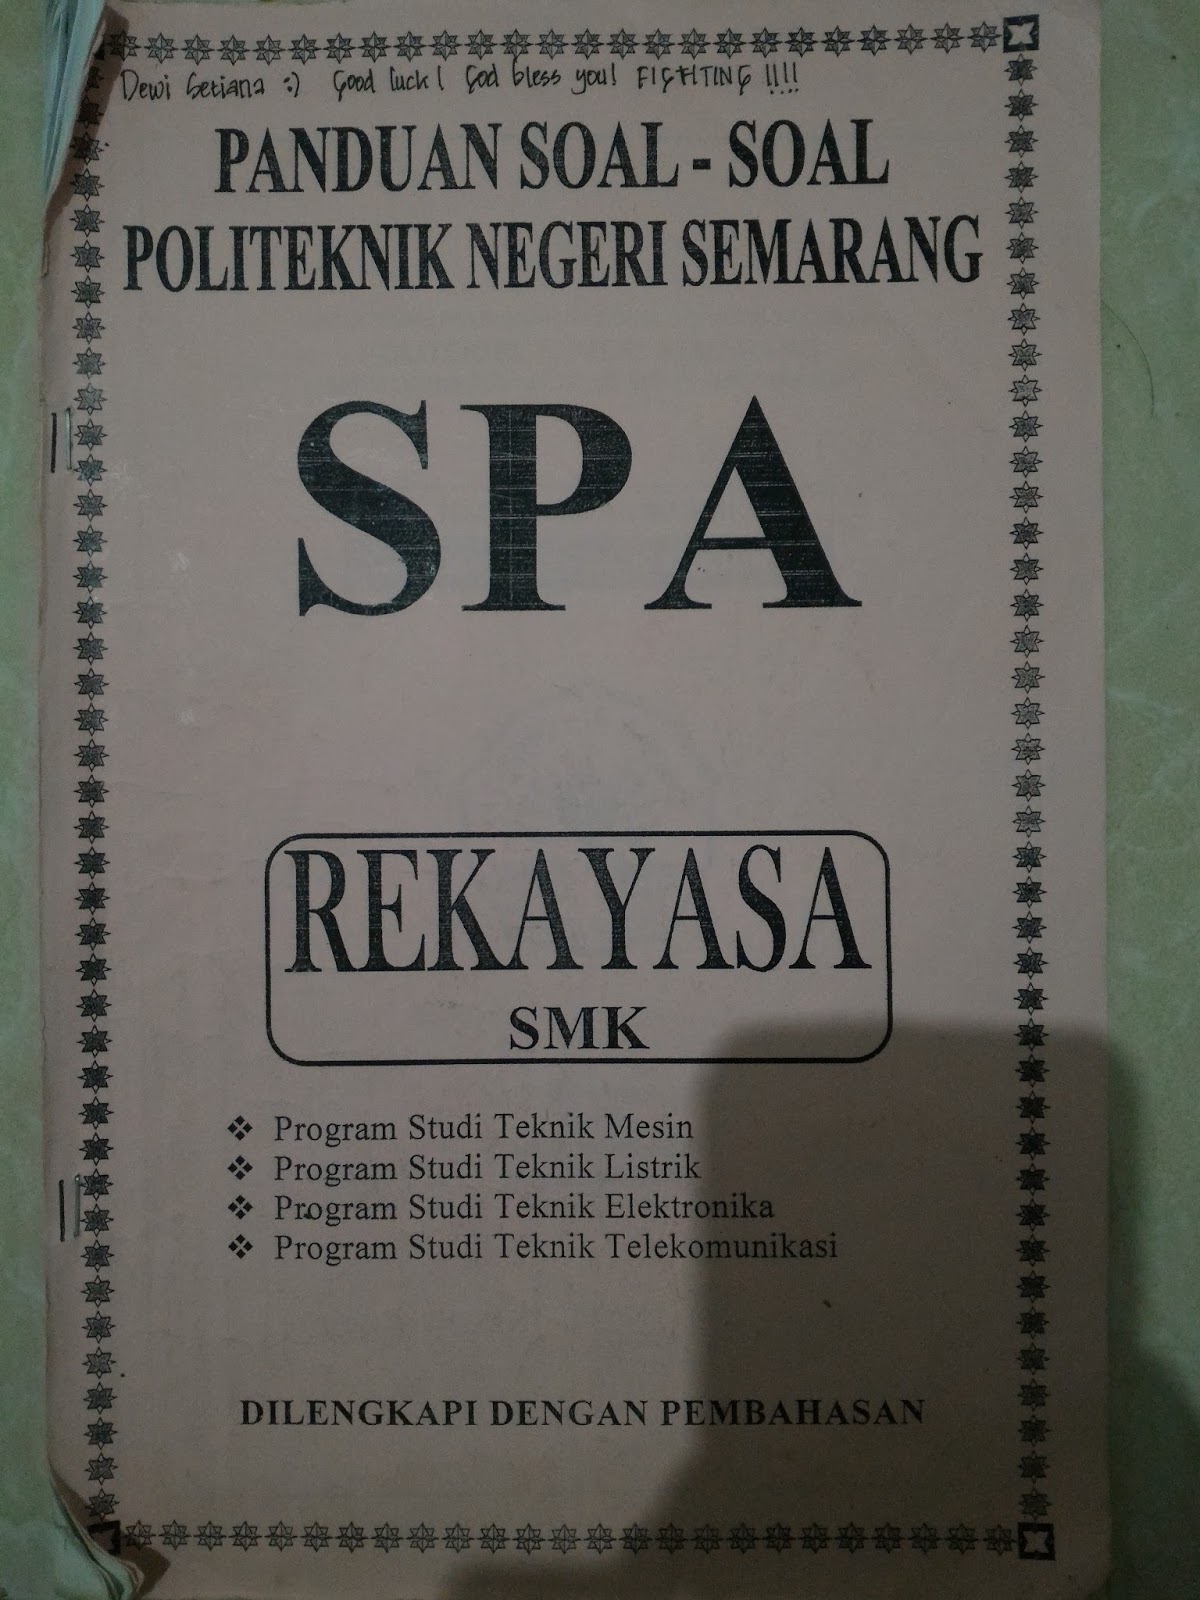 Dewi Setiana :) Good luck! God bless you! FIGHTING !!!!
PANDUAN SOAL - SOAL
POLITEKNIK NEGERI SEMARANG
SPA
REKAYASA
SMK
❖ Program Studi Teknik Mesin
❖ Program Studi Teknik Listrik
❖ Program Studi Teknik Elektronika
❖ Program Studi Teknik Telekomunikasi
DILENGKAPI DENGAN PEMBAHASAN